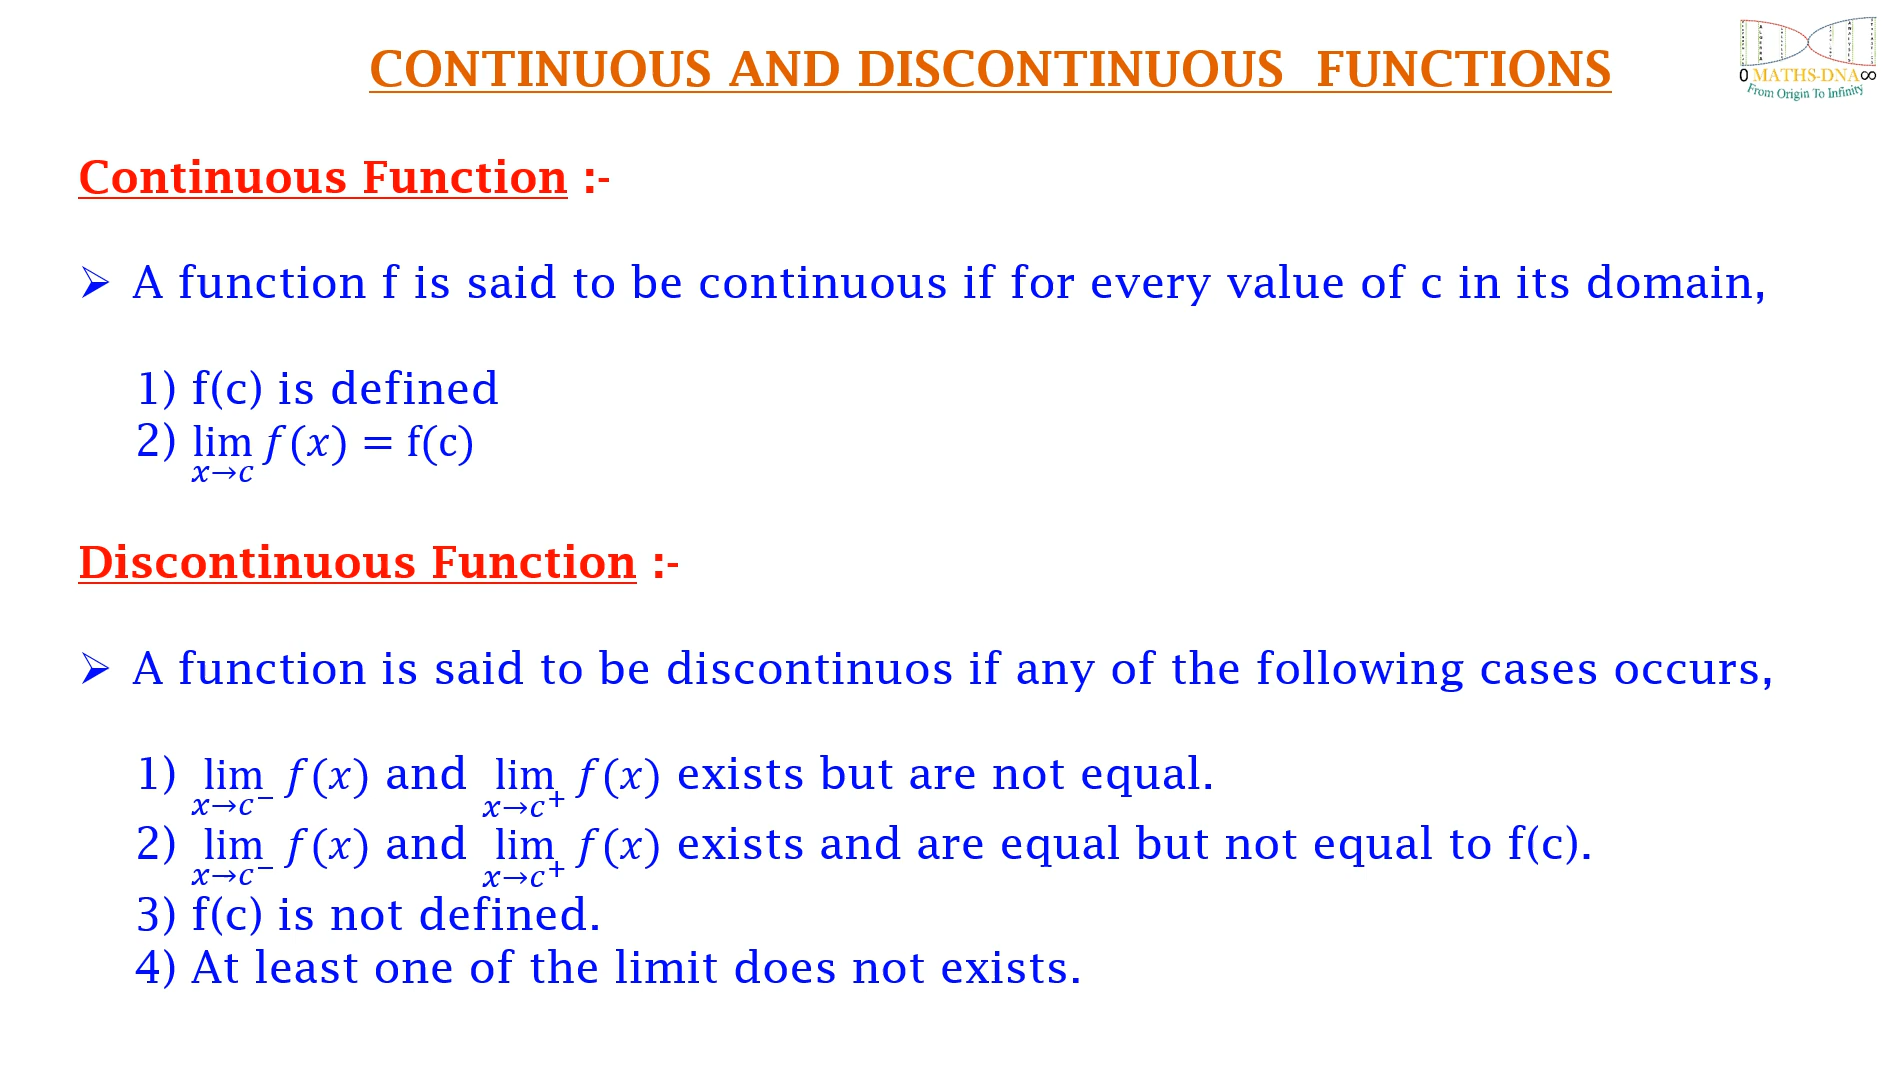 CONTINUOUS AND DISCONTINUOUS FUNCTIONS
0 MATHS-DNA∞
From Origin To Infinity
Continuous Function :-
➢ A function f is said to be continuous if for every value of c in its domain,
1) f(c) is defined
2) lim x→c f(x) = f(c)
Discontinuous Function :-
➢ A function is said to be discontinuos if any of the following cases occurs,
1) lim x→c⁻ f(x) and lim x→c⁺ f(x) exists but are not equal.
2) lim x→c⁻ f(x) and lim x→c⁺ f(x) exists and are equal but not equal to f(c).
3) f(c) is not defined.
4) At least one of the limit does not exists.